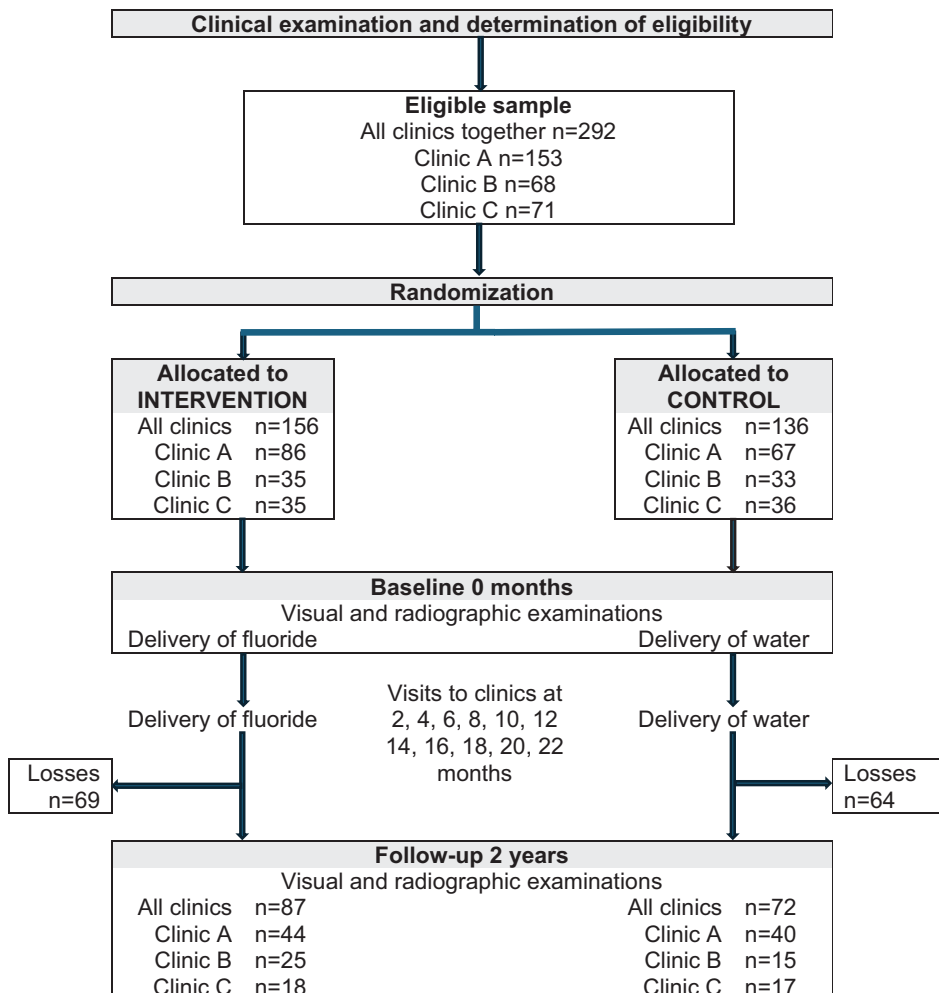 Clinical examination and determination of eligibility
Eligible sample
All clinics together n=292
Clinic A n=153
Clinic B n=68
Clinic C n=71
Randomization
Allocated to
INTERVENTION
All clinics n=156
Clinic A n=86
Clinic B n=35
Clinic C n=35
Allocated to
CONTROL
All clinics n=136
Clinic A n=67
Clinic B n=33
Clinic C n=36
Baseline 0 months
Visual and radiographic examinations
Delivery of fluoride
Delivery of water
Delivery of fluoride
Visits to clinics at
2, 4, 6, 8, 10, 12
14, 16, 18, 20, 22
months
Delivery of water
Losses
n=69
Losses
n=64
Follow-up 2 years
Visual and radiographic examinations
All clinics n=87
Clinic A n=44
Clinic B n=25
Clinic C n=18
All clinics n=72
Clinic A n=40
Clinic B n=15
Clinic C n=17